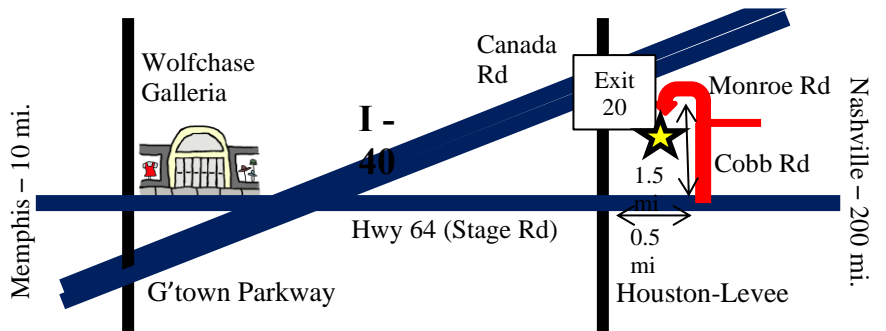 Memphis – 10 mi.
Wolfchase
Galleria
I -
40
Canada
Rd
Exit
20
Monroe Rd
Cobb Rd
1.5
mi
Hwy 64 (Stage Rd)
0.5
mi
G'town Parkway
Houston-Levee
Nashville – 200 mi.